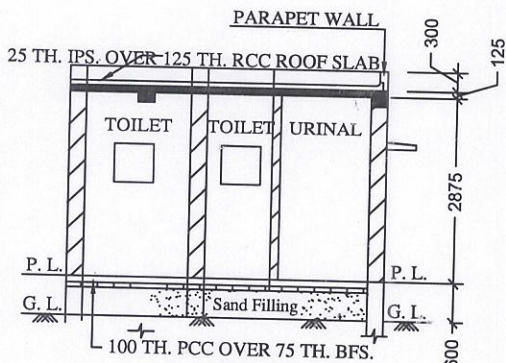 PARAPET WALL
25 TH. IPS. OVER 125 TH. RCC ROOF SLAB
300
125
TOILET
TOILET
URINAL
2875
P. L.
P. L.
G. L.
Sand Filling
G. L.
100 TH. PCC OVER 75 TH. BFS.